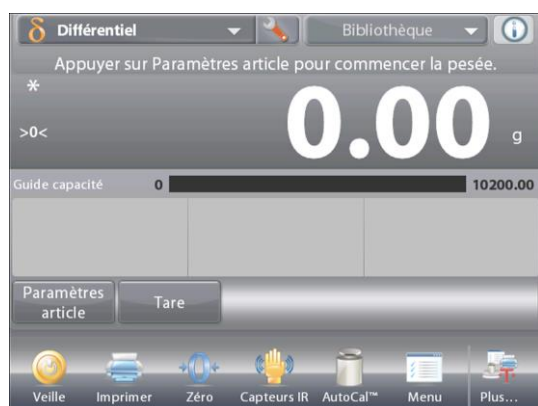 δ Différentiel Bibliothèque i
Appuyer sur Paramètres article pour commencer la pesée.
*
>0< 0.00 g
Guide capacité 0 10200.00
Paramètres
article
Tare
Veille Imprimer Zéro Capteurs IR AutoCal™ Menu Plus...